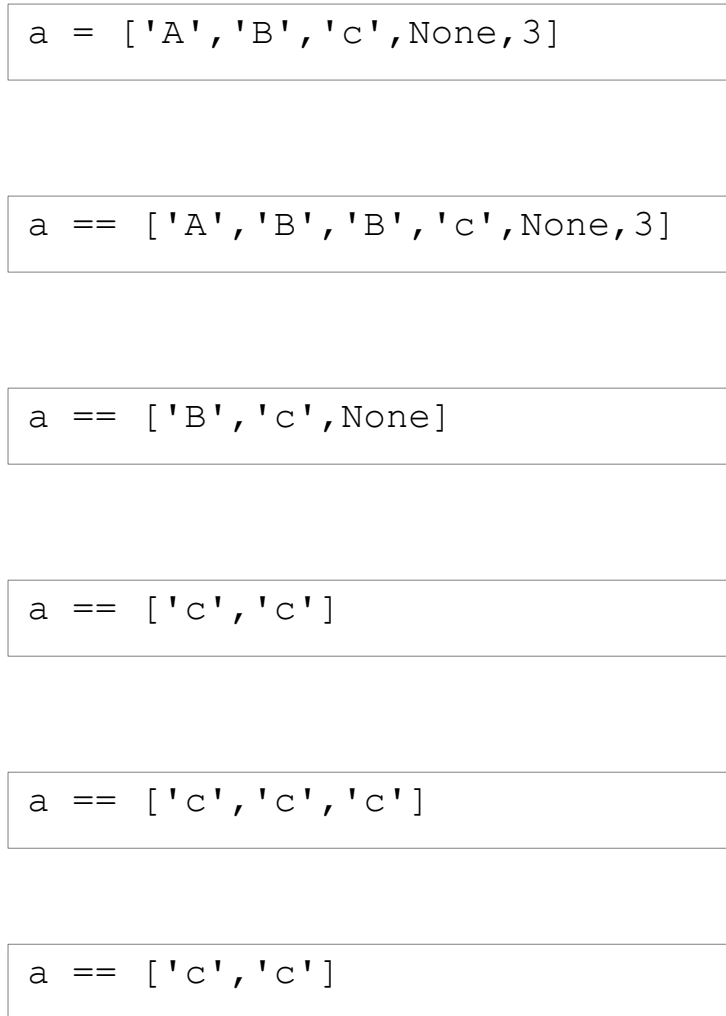 a = ['A','B','c',None,3]
a == ['A','B','B','c',None,3]
a == ['B','c',None]
a == ['c','c']
a == ['c','c','c']
a == ['c','c']